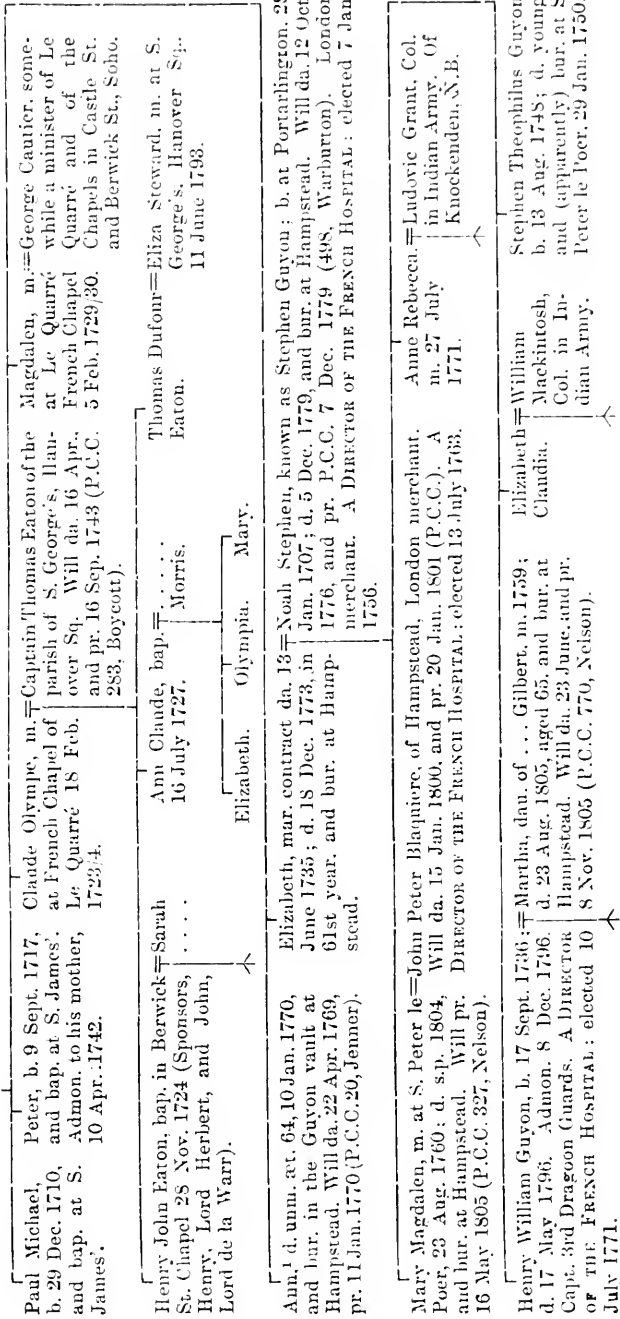 Paul Michael,
b. 29 Dec. 1710,
and bap. at S.
James'.
Peter, b. 9 Sept. 1717,
and bap. at S. James'.
Admon. to his mother,
10 Apr. 1742.
Claude Olympe, m.
at French Chapel of
Le Quarré 18 Feb.
1723/4.
=Captain Thomas Eaton of the
parish of S. George's, Han-
over Sq. Will da. 16 Apr.,
and pr. 16 Sep. 1743 (P.C.C.
283, Boycott).
Magdalen, m.
at Le Quarré
French Chapel
5 Feb. 1729/30.
=George Cautier, some-
while a minister of Le
Quarré and of the
Chapels in Castle St.
and Berwick St., Soho.
Henry John Eaton, bap. in Berwick
St. Chapel 28 Nov. 1724 (Sponsors,
Henry, Lord Herbert, and John,
Lord de la Warr).
=Sarah
. . . .
Ann Claude, bap.
16 July 1727.
=. . . . . .
Morris.
Thomas Dufour
Eaton.
=Eliza Steward, m. at S.
George's, Hanover Sq.,
11 June 1793.
Elizabeth. Olympia. Mary.
Ann,¹ d. unm. æt. 64, 10 Jan. 1770,
and bur. in the Guyon vault at
Hampstead. Will da. 22 Apr. 1769,
pr. 11 Jan. 1770 (P.C.C. 20, Jenner).
Elizabeth, mar. contract da. 13
June 1735; d. 18 Dec. 1773, in
61st year, and bur. at Hamp-
stead.
=Noah Stephen, known as Stephen Guyon; b. at Portarlington, 29
Jan. 1707; d. 5 Dec. 1779, and bur. at Hampstead. Will da. 12 Oct
1776, and pr. P.C.C. 7 Dec. 1779 (498, Warburton). London
merchant. A DIRECTOR OF THE FRENCH HOSPITAL: elected 7 Jan
1756.
Mary Magdalen, m. at S. Peter le
Poer, 23 Aug. 1760; d. s.p. 1804,
and bur. at Hampstead. Will pr.
16 May 1805 (P.C.C. 327, Nelson).
=John Peter Blaquiere, of Hampstead, London merchant.
Will da. 15 Jan. 1800, and pr. 20 Jan. 1801 (P.C.C.). A
DIRECTOR OF THE FRENCH HOSPITAL: elected 13 July 1763.
Anne Rebecca,
m. 27 July
1771.
=Ludovic Grant, Col.
in Indian Army. Of
Knockenden, N.B.
Henry William Guyon, b. 17 Sept. 1736;
d. 17 May 1796. Admon. 8 Dec. 1796.
Capt. 3rd Dragoon Guards. A DIRECTOR
OF THE FRENCH HOSPITAL: elected 10
July 1771.
=Martha, dau. of ... Gilbert, m. 1759;
d. 23 Aug. 1805, aged 65, and bur. at
Hampstead. Will da. 23 June, and pr.
8 Nov. 1805 (P.C.C. 770, Nelson).
Elizabeth
Claudia.
=William
Mackintosh,
Col. in In-
dian Army.
Stephen Theophilus Guyon
b. 13 Aug. 1748; d. young
and (apparently) bur. at S
Peter le Poer, 29 Jan. 1750.